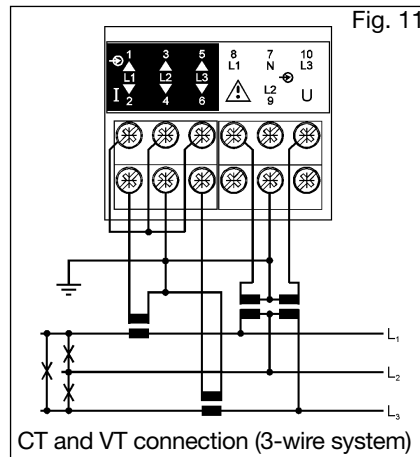 Fig. 11
1 3 5 8 7 10
L1 N L3
L1 L2 L3
I L2 U
2 4 6 9
L1
L2
L3
CT and VT connection (3-wire system)